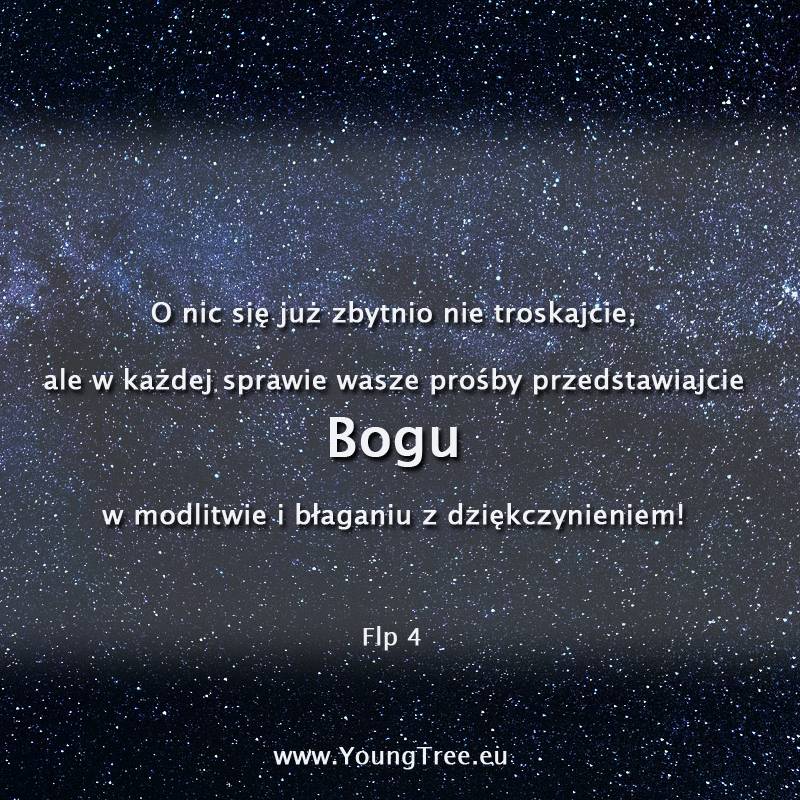 O nic się już zbytnio nie troskajcie,
ale w każdej sprawie wasze prośby przedstawiajcie
Bogu
w modlitwie i błaganiu z dziękczynieniem!
Flp 4
www.YoungTree.eu